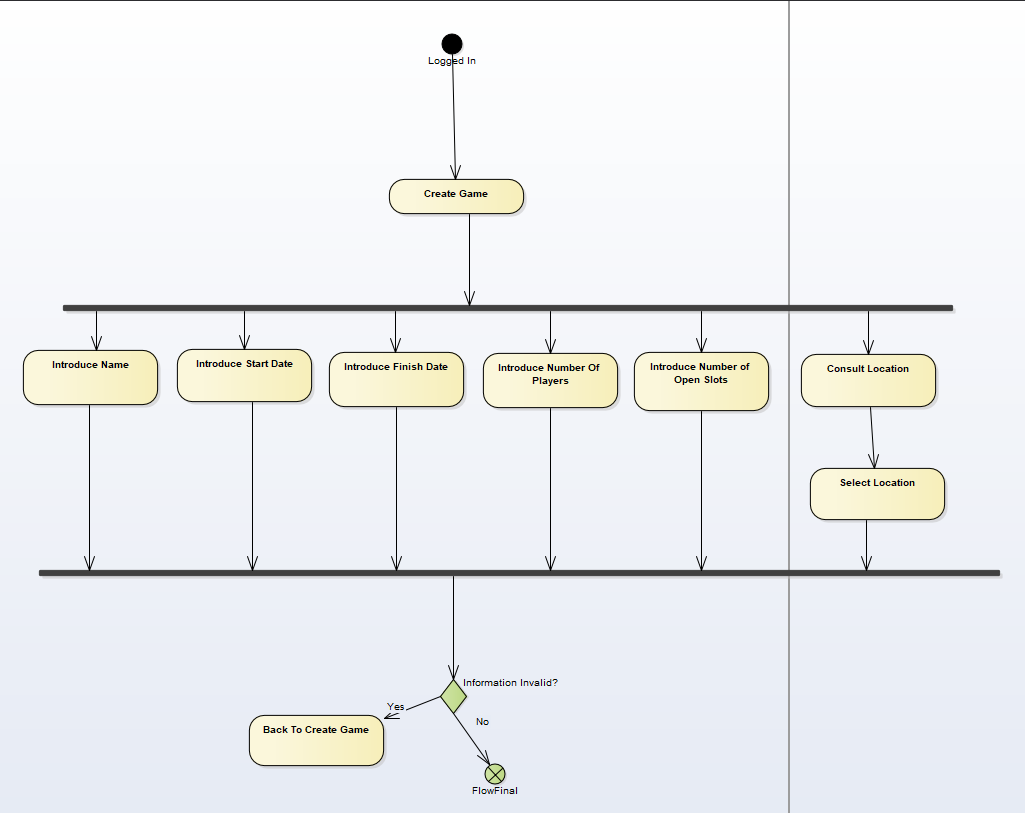 Logged In
Create Game
Introduce Name
Introduce Start Date
Introduce Finish Date
Introduce Number Of
Players
Introduce Number of
Open Slots
Consult Location
Select Location
Information Invalid?
Yes
No
Back To Create Game
FlowFinal